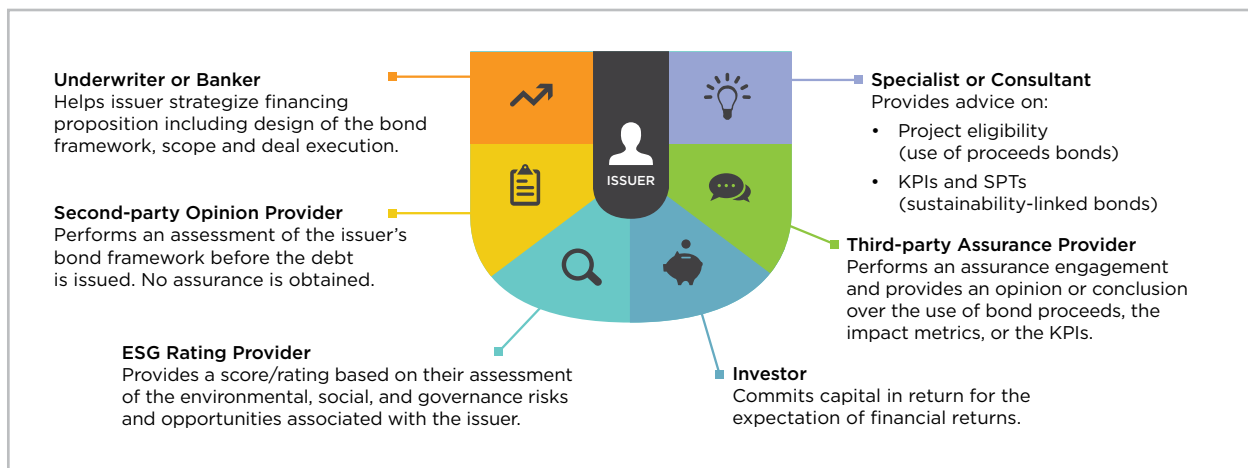 Underwriter or Banker
Helps issuer strategize financing
proposition including design of the bond
framework, scope and deal execution.
Second-party Opinion Provider
Performs an assessment of the issuer's
bond framework before the debt
is issued. No assurance is obtained.
ESG Rating Provider
Provides a score/rating based on their assessment
of the environmental, social, and governance risks
and opportunities associated with the issuer.
ISSUER
Specialist or Consultant
Provides advice on:
• Project eligibility
(use of proceeds bonds)
• KPIs and SPTs
(sustainability-linked bonds)
Third-party Assurance Provider
Performs an assurance engagement
and provides an opinion or conclusion
over the use of bond proceeds, the
impact metrics, or the KPIs.
Investor
Commits capital in return for the
expectation of financial returns.